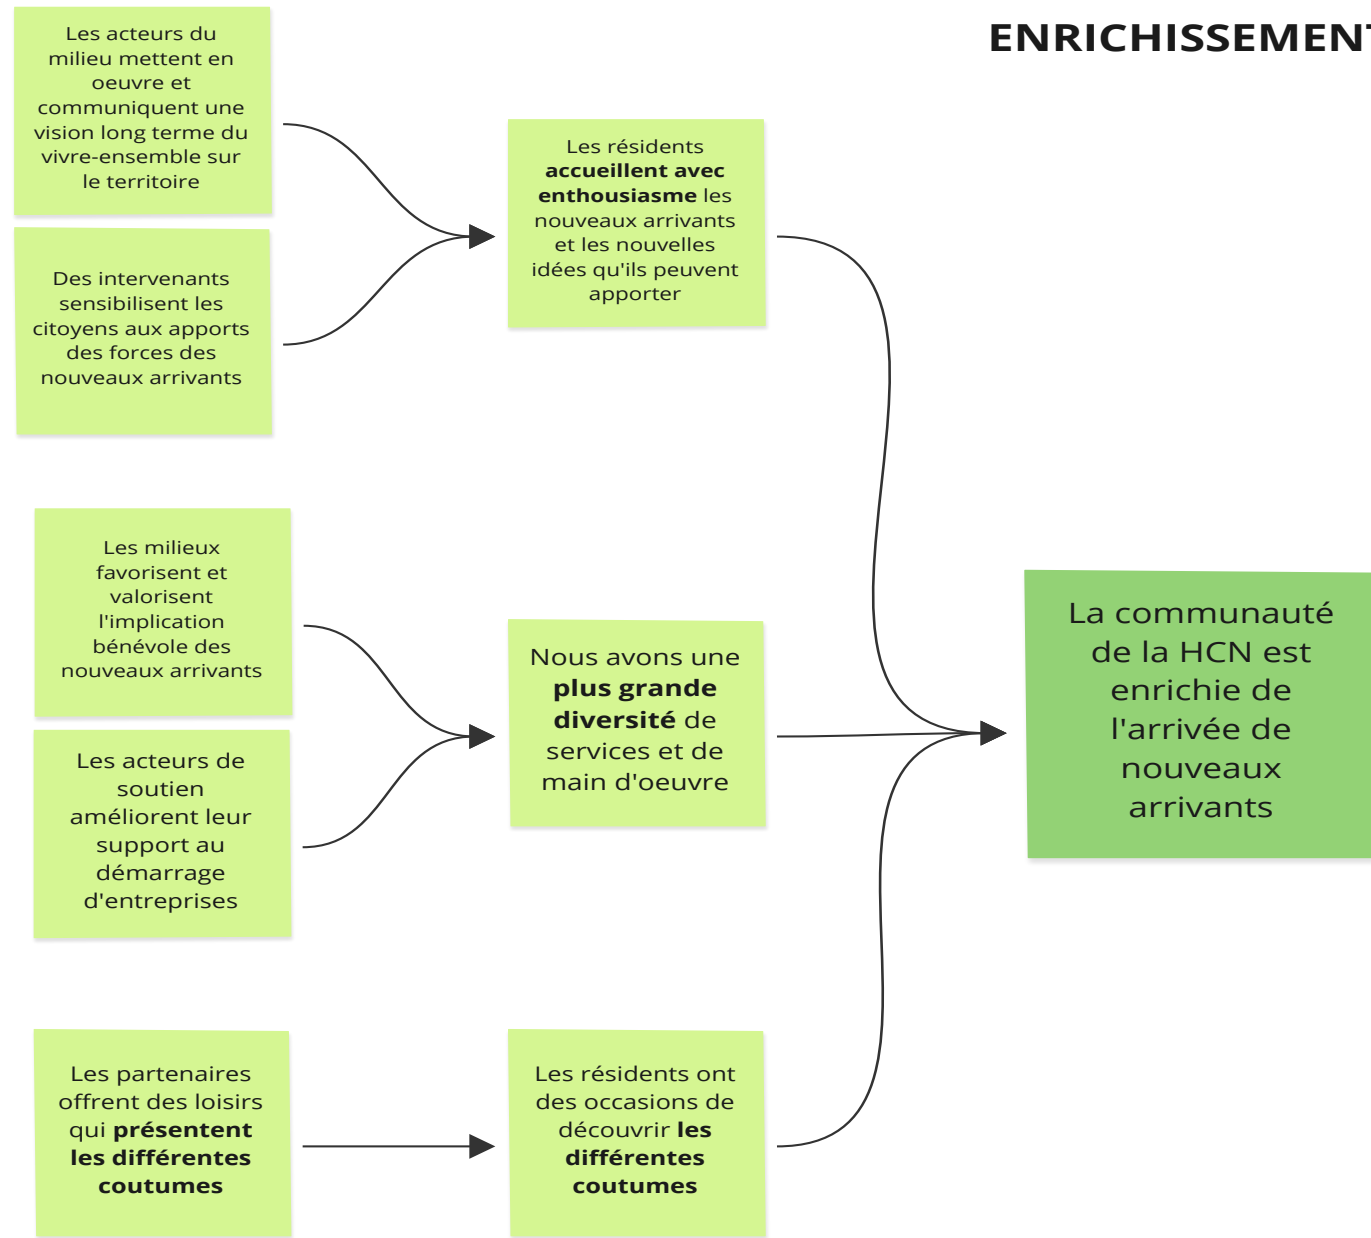 ENRICHISSEMENT
Les acteurs du
milieu mettent en
oeuvre et
communiquent une
vision long terme du
vivre-ensemble sur
le territoire
Des intervenants
sensibilisent les
citoyens aux apports
des forces des
nouveaux arrivants
Les résidents
accueillent avec
enthousiasme les
nouveaux arrivants
et les nouvelles
idées qu'ils peuvent
apporter
Les milieux
favorisent et
valorisent
l'implication
bénévole des
nouveaux arrivants
Les acteurs de
soutien
améliorent leur
support au
démarrage
d'entreprises
Nous avons une
plus grande
diversité de
services et de
main d'oeuvre
La communauté
de la HCN est
enrichie de
l'arrivée de
nouveaux
arrivants
Les partenaires
offrent des loisirs
qui présentent
les différentes
coutumes
Les résidents ont
des occasions de
découvrir les
différentes
coutumes